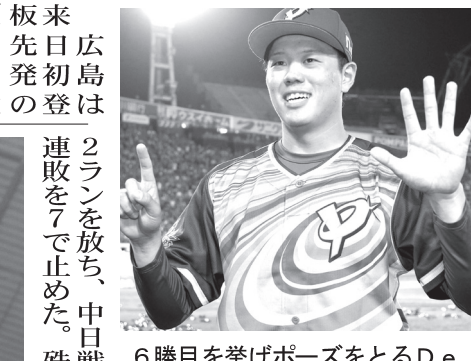 広島は
来日初登
板先発の
2ランを放ち、中日戦
連敗を7で止めた。
6勝目を挙げポーズをとるDe